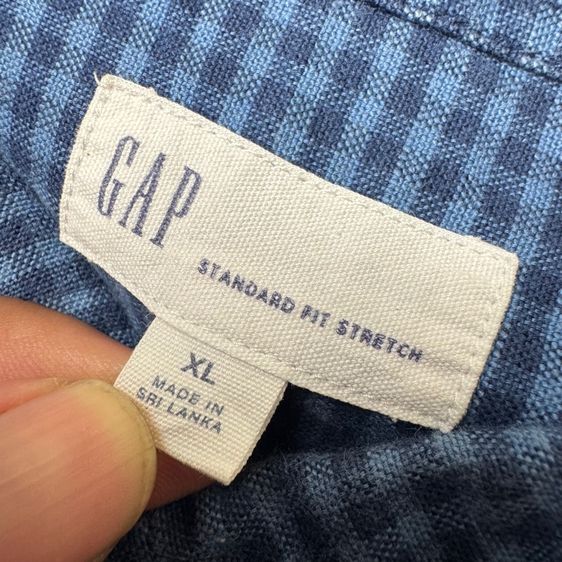 GAP
STANDARD FIT STRETCH
XL
MADE IN
SRI LANKA